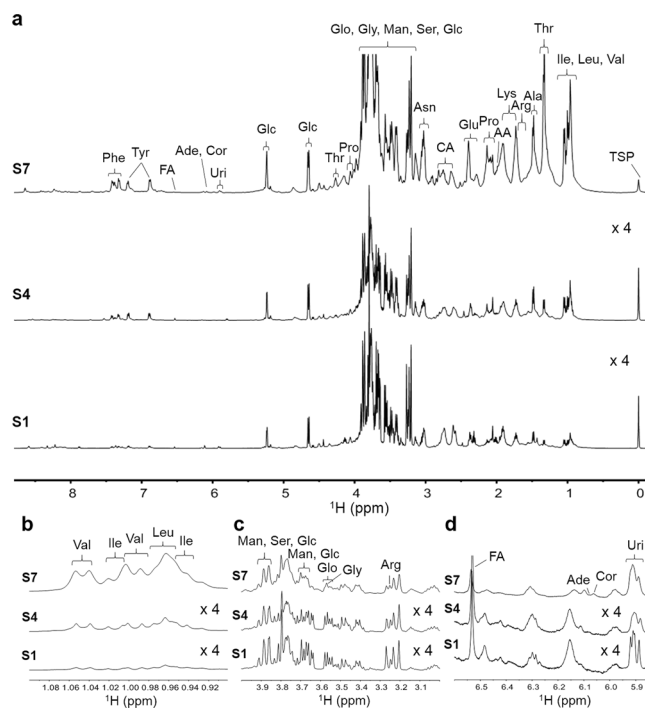 a
Glo, Gly, Man, Ser, Glc
Thr
Ile, Leu, Val
Lys
Arg
Ala
Asn
Glu
Pro
AA
Glc
Glc
CA
Thr
Pro
Ade, Cor
Phe
Tyr
FA
Uri
TSP
S7
x 4
S4
x 4
S1
8 7 6 5 4 3 2 1 0
¹H (ppm)
b
Val
Ile
Val
Leu
Ile
S7
x 4
S4
x 4
S1
1.08 1.06 1.04 1.02 1.00 0.98 0.96 0.94 0.92
¹H (ppm)
c
Man, Ser, Glc
Man, Glc
Glo
Gly
Arg
S7
x 4
S4
x 4
S1
3.9 3.8 3.7 3.6 3.5 3.4 3.3 3.2 3.1
¹H (ppm)
d
FA
Uri
Ade
Cor
S7
x 4
S4
x 4
S1
6.5 6.4 6.3 6.2 6.1 6.0 5.9
¹H (ppm)